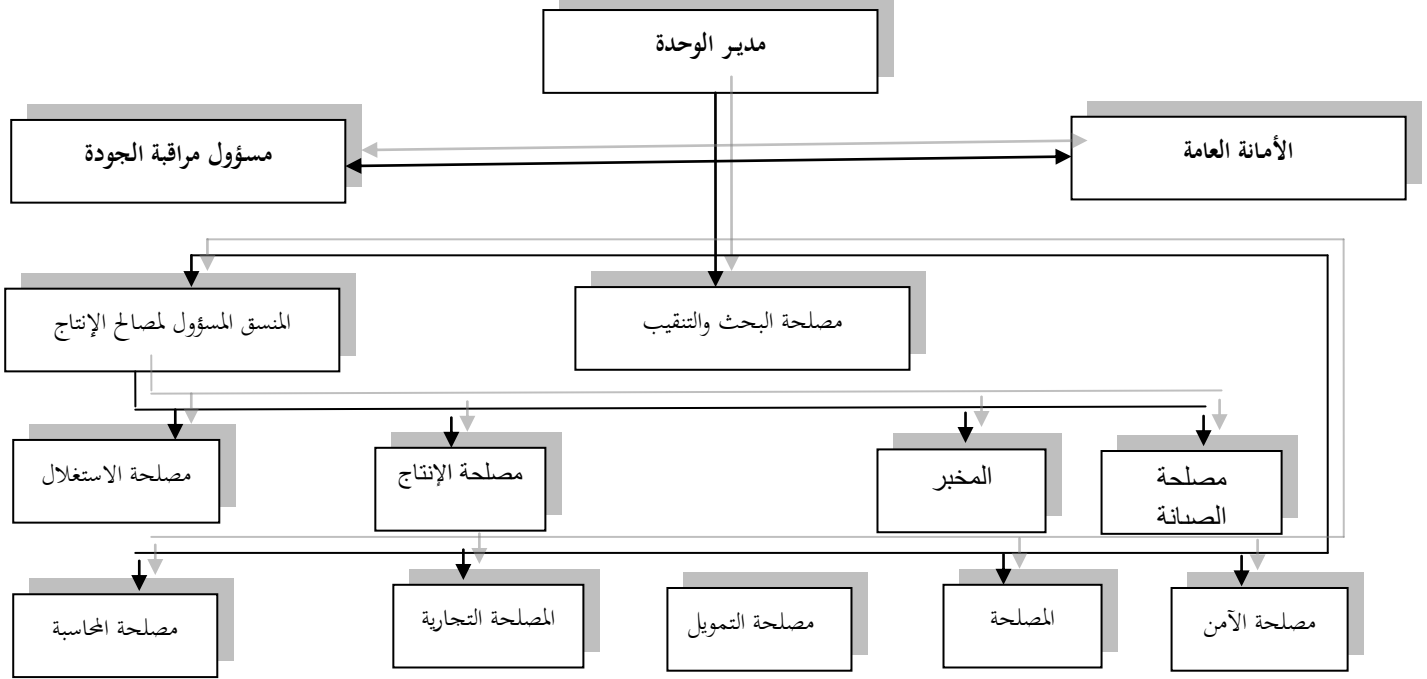 مديـر الوحدة
الأمانة العامة
مسؤول مراقبة الجودة
مصلحة البحث والتنقيب
المنسق المسؤول لمصالح الإنتاج
مصلحة
الصيانة
المخبر
مصلحة الإنتاج
مصلحة الاستغلال
مصلحة الآمن
المصلحة
مصلحة التمويل
المصلحة التجارية
مصلحة المحاسبة